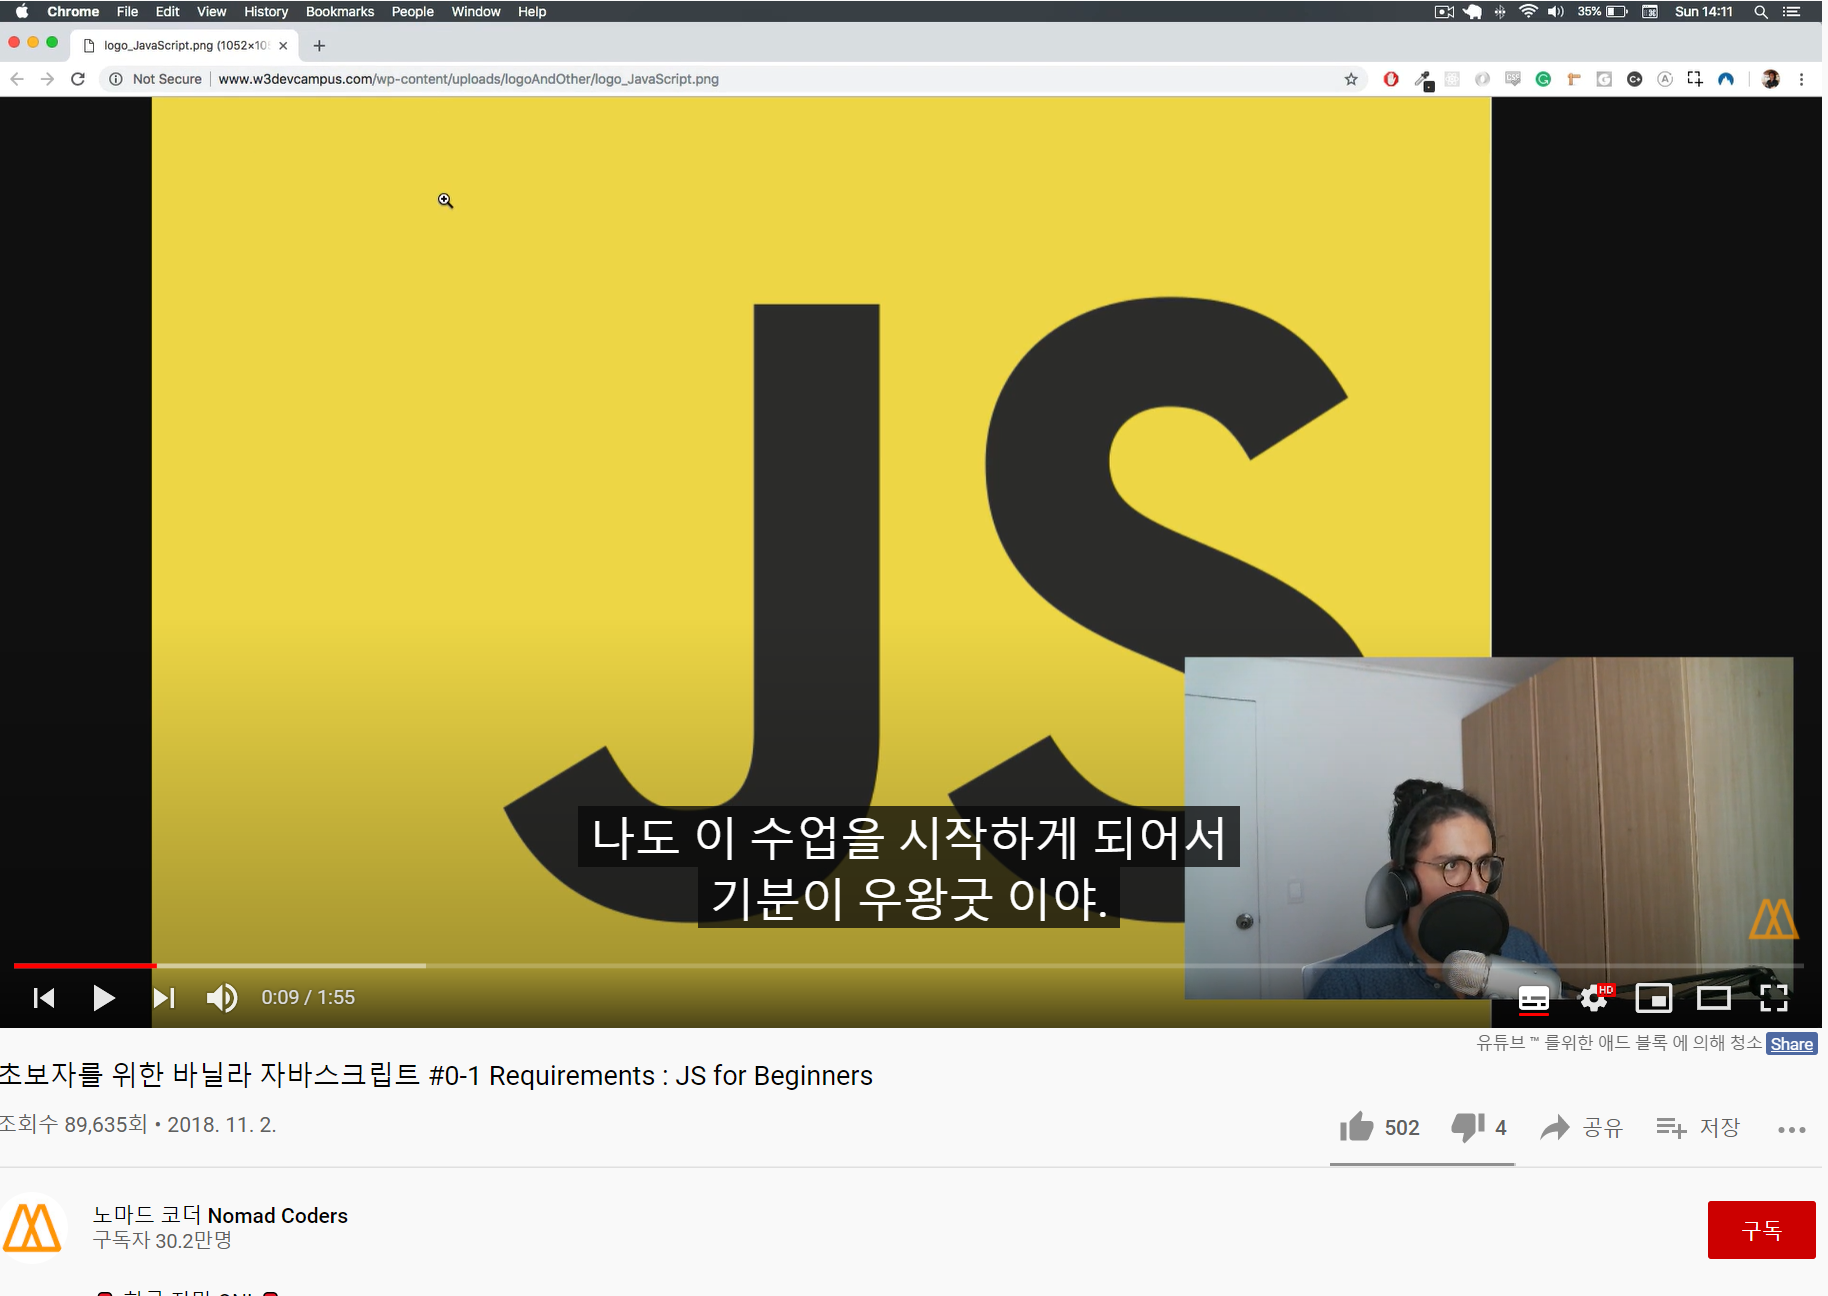 Chrome File Edit View History Bookmarks People Window Help
35% Sun 14:11
logo_JavaScript.png (1052×10
Not Secure www.w3devcampus.com/wp-content/uploads/logoAndOther/logo_JavaScript.png
JS
나도 이 수업을 시작하게 되어서
기분이 우왕굿 이야.
0:09 / 1:55
HD
유튜브 ™ 를위한 애드 블록 에 의해 청소 Share
초보자를 위한 바닐라 자바스크립트 #0-1 Requirements : JS for Beginners
조회수 89,635회 • 2018. 11. 2.
502 4 공유 저장
노마드 코더 Nomad Coders
구독자 30.2만명
구독